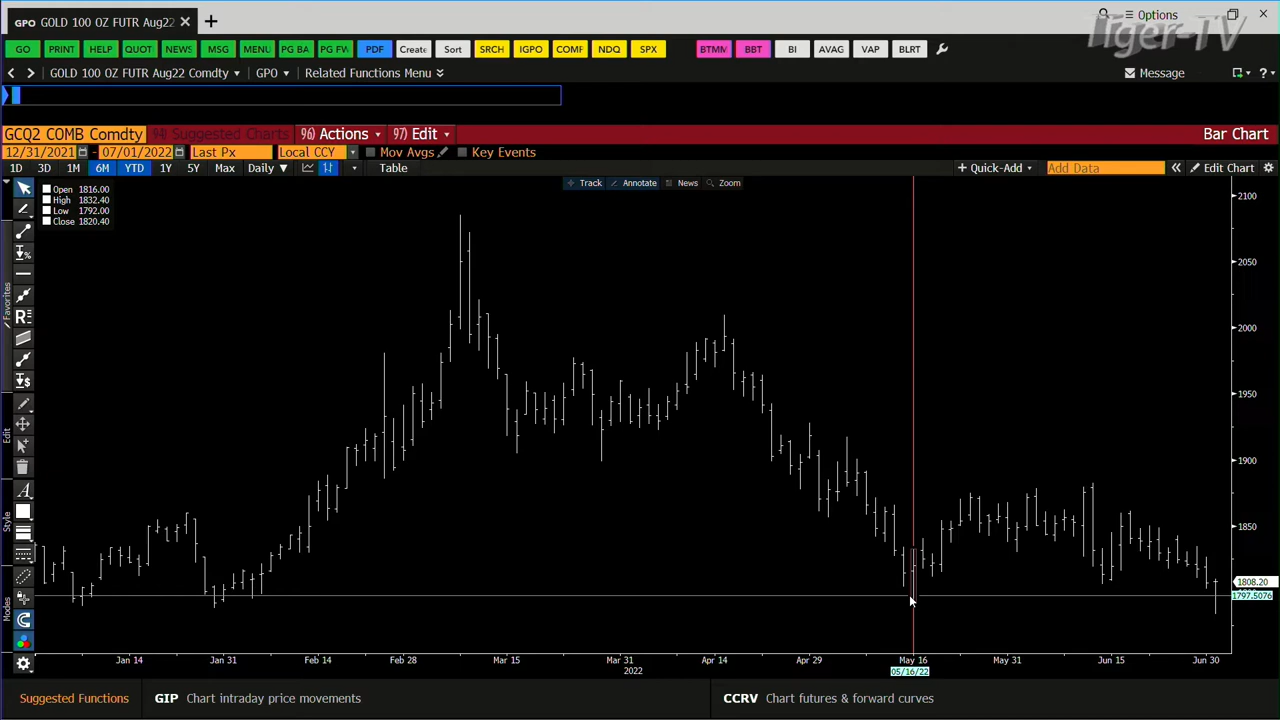 GPO GOLD 100 OZ FUTR Aug22
Options
Tiger-TV
GO PRINT HELP QUOT NEWS MSG MENU PG BA PG FV PDF Create Sort SRCH IGPO COMF NDQ SPX BTMM BBT BI AVAG VAP BLRT
GOLD 100 OZ FUTR Aug22 Comdty GPO Related Functions Menu Message
GCQ2 COMB Comdty 94) Suggested Charts 96) Actions 97) Edit Bar Chart
12/31/2021 - 07/01/2022 Last Px Local CCY Mov Avgs Key Events
1D 3D 1M 6M YTD 1Y 5Y Max Daily Table + Quick-Add Add Data Edit Chart
Track Annotate News Zoom
Open 1816.00
High 1832.40
Low 1792.00
Close 1820.40
2100
2050
2000
1950
1900
1850
1808.20
1797.5076
Favorites
Edit
Style
Modes
Jan 14 Jan 31 Feb 14 Feb 28 Mar 15 Mar 31 Apr 14 Apr 29 May 16 May 31 Jun 15 Jun 30
2022 05/16/22
Suggested Functions GIP Chart intraday price movements CCRV Chart futures & forward curves